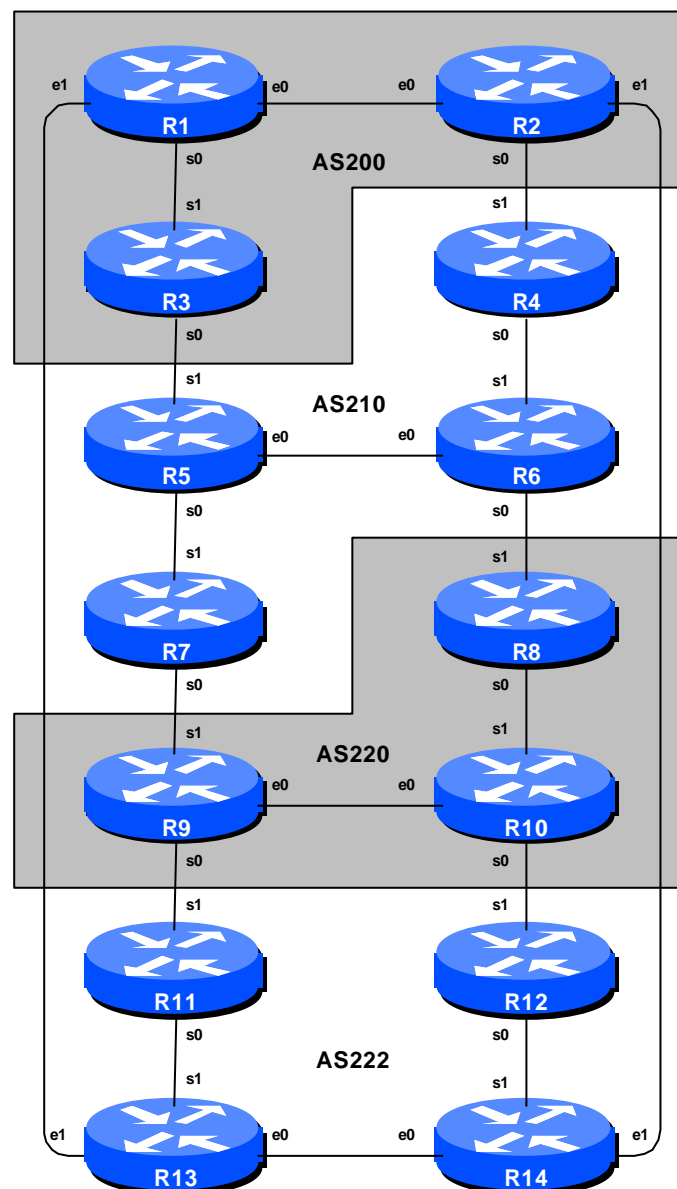 e1 e0 e0 e1
R1 R2
s0 AS200 s0
s1 s1
R3 R4
s0 s0
s1 AS210 s1
e0 e0
R5 R6
s0 s0
s1 s1
R7 R8
s0 s0
s1 AS220 s1
e0 e0
R9 R10
s0 s0
s1 s1
R11 R12
s0 s0
s1 AS222 s1
e1 e0 e0 e1
R13 R14